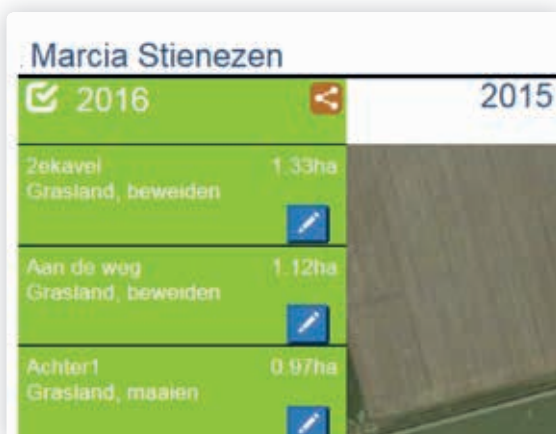 Marcia Stienezen
2016 2015
2ekavel 1.33ha
Grasland, beweiden
Aan de weg 1.12ha
Grasland, beweiden
Achter1 0.97ha
Grasland, maaien